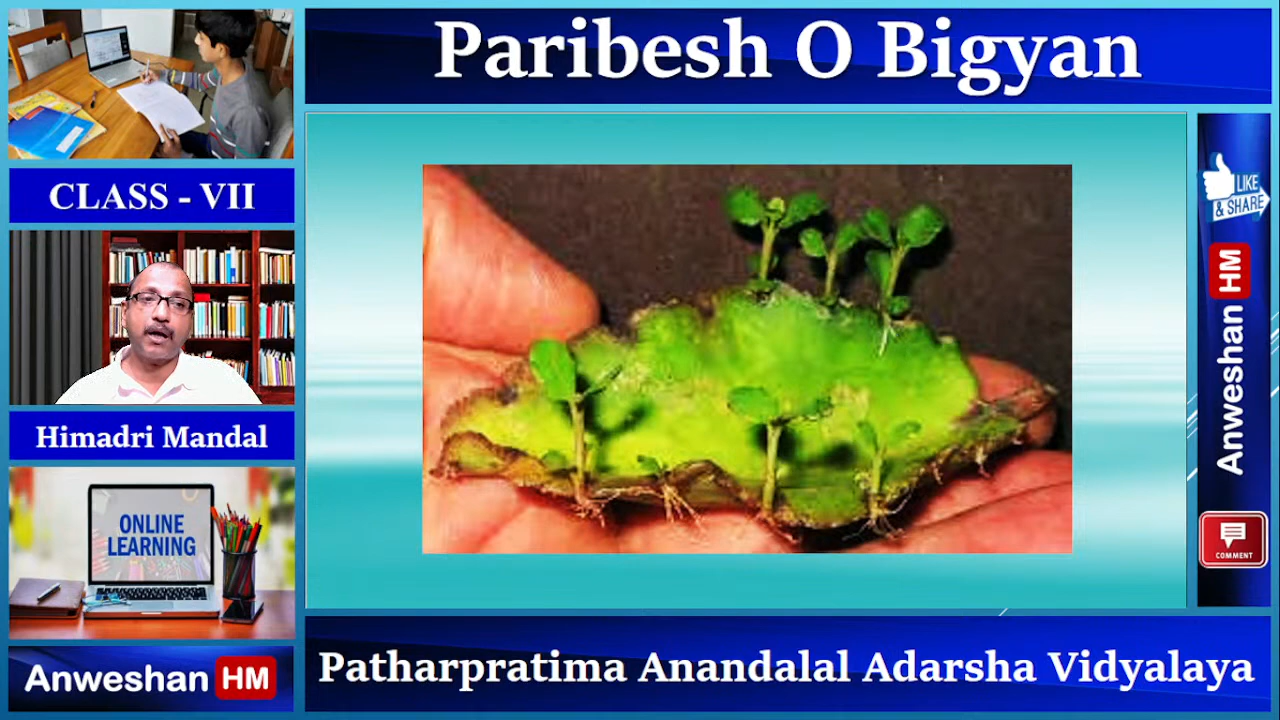 Paribesh O Bigyan
CLASS - VII
Himadri Mandal
ONLINE
LEARNING
Anweshan HM
LIKE
& SHARE
Anweshan HM
COMMENT
Patharpratima Anandalal Adarsha Vidyalaya